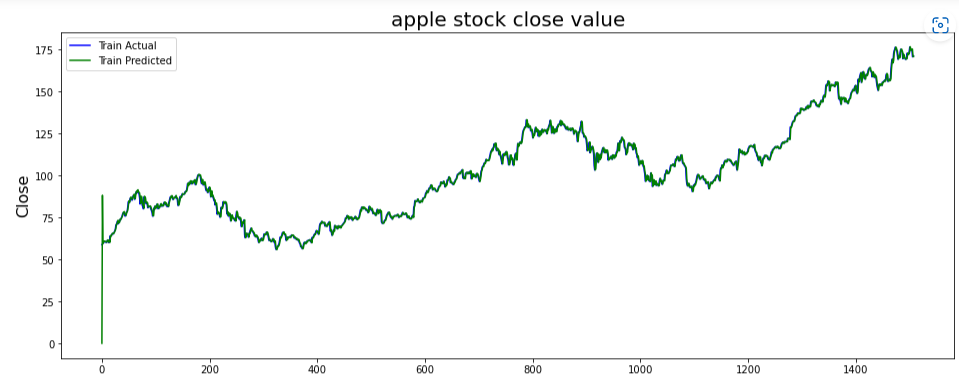 apple stock close value
Train Actual
Train Predicted
Close
175
150
125
100
75
50
25
0
0 200 400 600 800 1000 1200 1400